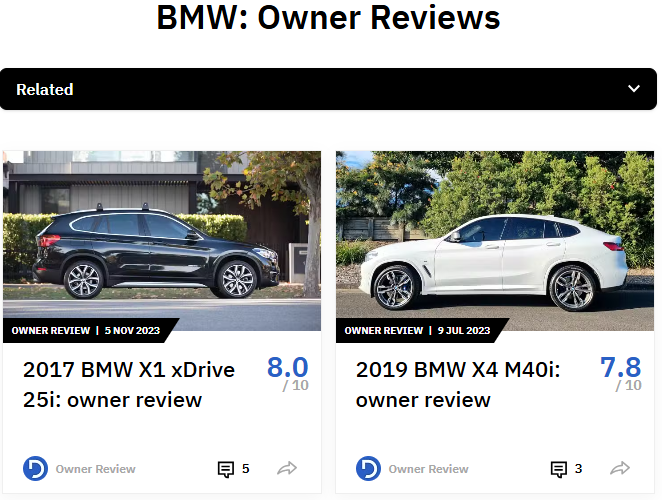 BMW: Owner Reviews
Related
OWNER REVIEW | 5 NOV 2023
2017 BMW X1 xDrive
25i: owner review
8.0
/ 10
Owner Review
5
OWNER REVIEW | 9 JUL 2023
2019 BMW X4 M40i:
owner review
7.8
/ 10
Owner Review
3